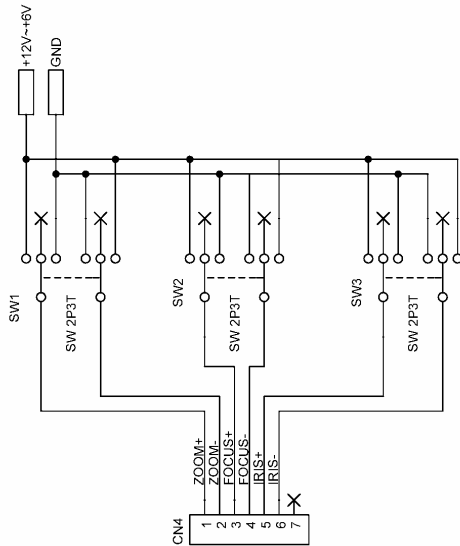 +12V~+6V
GND
SW1
SW 2P3T
SW2
SW 2P3T
SW3
SW 2P3T
ZOOM+
ZOOM-
FOCUS+
FOCUS-
IRIS+
IRIS-
1
2
3
4
5
6
7
CN4